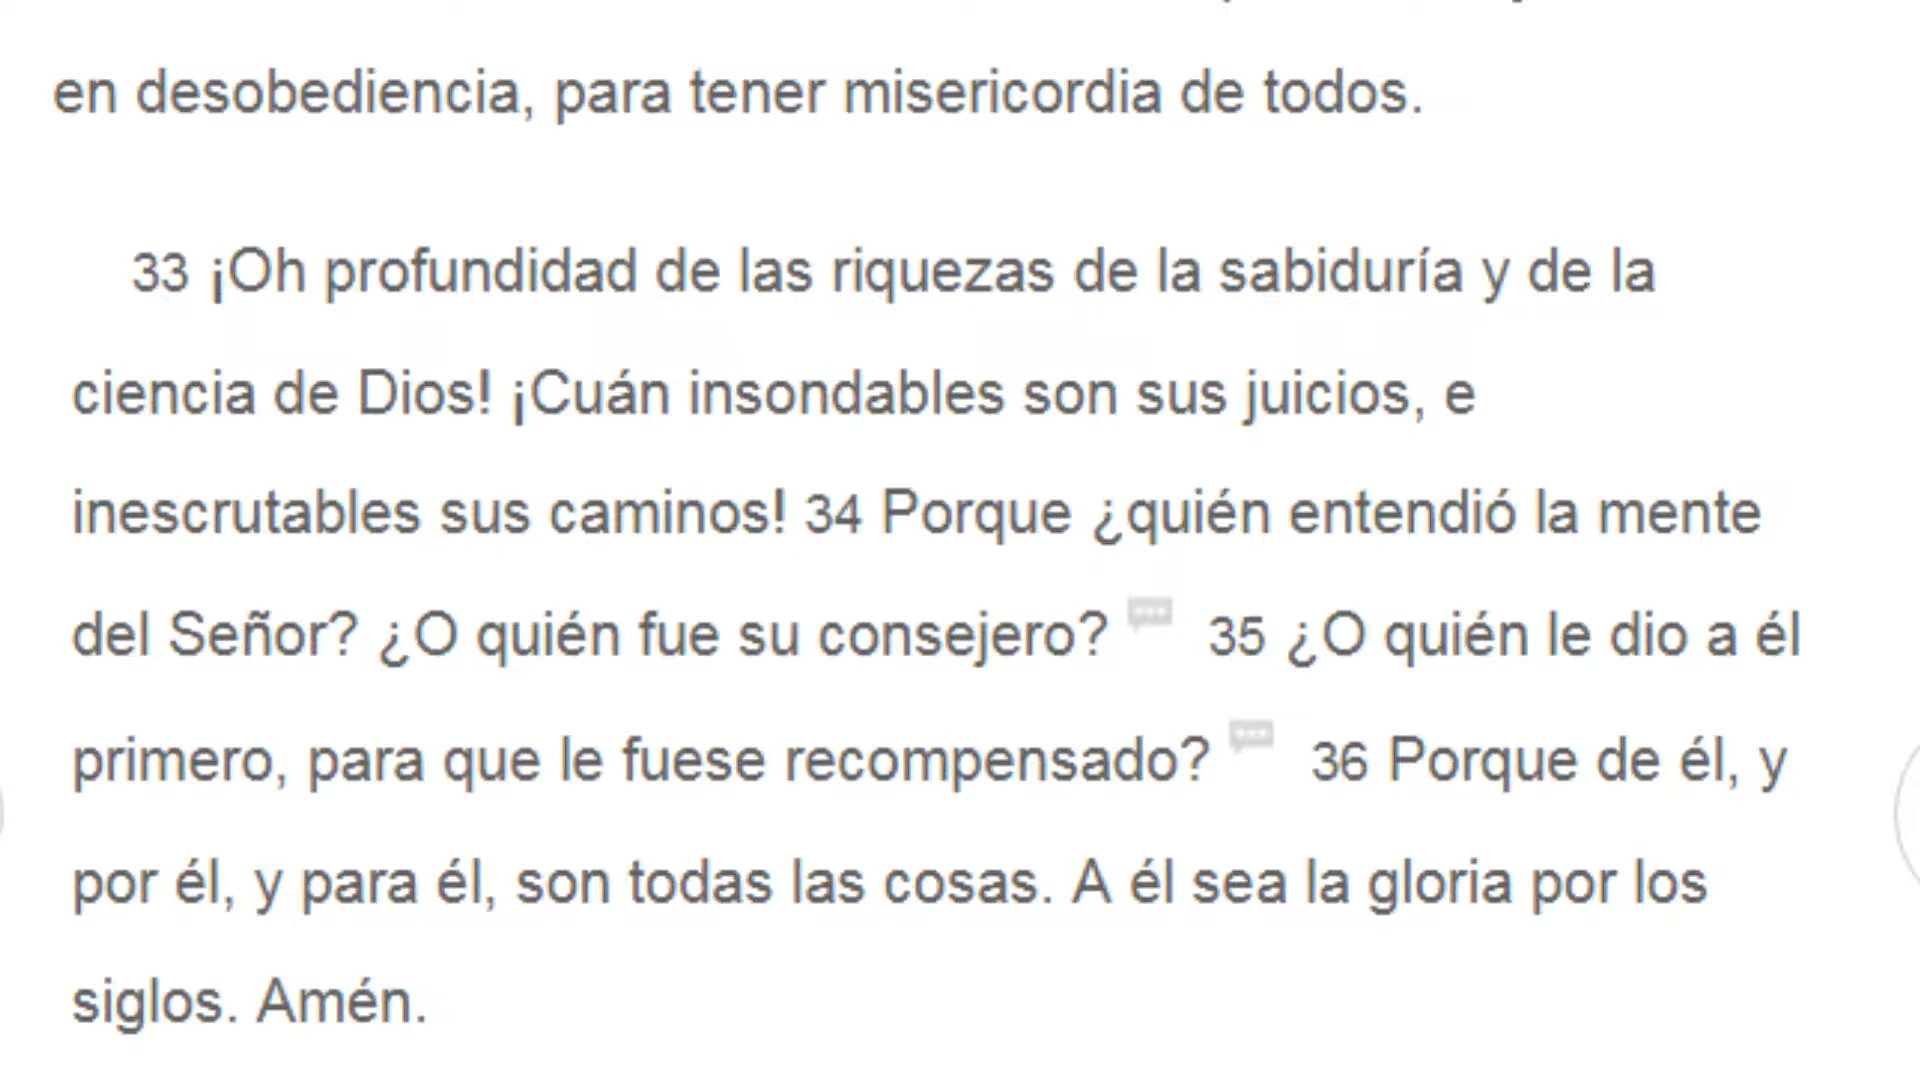 en desobediencia, para tener misericordia de todos.
33 ¡Oh profundidad de las riquezas de la sabiduría y de la
ciencia de Dios! ¡Cuán insondables son sus juicios, e
inescrutables sus caminos! 34 Porque ¿quién entendió la mente
del Señor? ¿O quién fue su consejero? 35 ¿O quién le dio a él
primero, para que le fuese recompensado? 36 Porque de él, y
por él, y para él, son todas las cosas. A él sea la gloria por los
siglos. Amén.